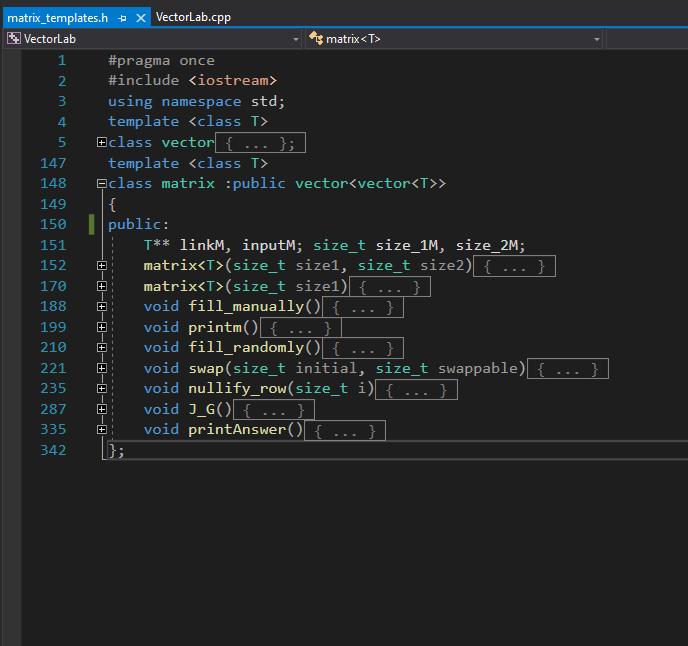 matrix_templates.h VectorLab.cpp
VectorLab matrix<T>
1 #pragma once
2 #include <iostream>
3 using namespace std;
4 template <class T>
5 class vector{ ... };
147 template <class T>
148 class matrix :public vector<vector<T>>
149 {
150 public:
151 T** linkM, inputM; size_t size_1M, size_2M;
152 matrix<T>(size_t size1, size_t size2){ ... }
170 matrix<T>(size_t size1){ ... }
188 void fill_manually(){ ... }
199 void printm(){ ... }
210 void fill_randomly(){ ... }
221 void swap(size_t initial, size_t swappable){ ... }
235 void nullify_row(size_t i){ ... }
287 void J_G(){ ... }
335 void printAnswer(){ ... }
342 };